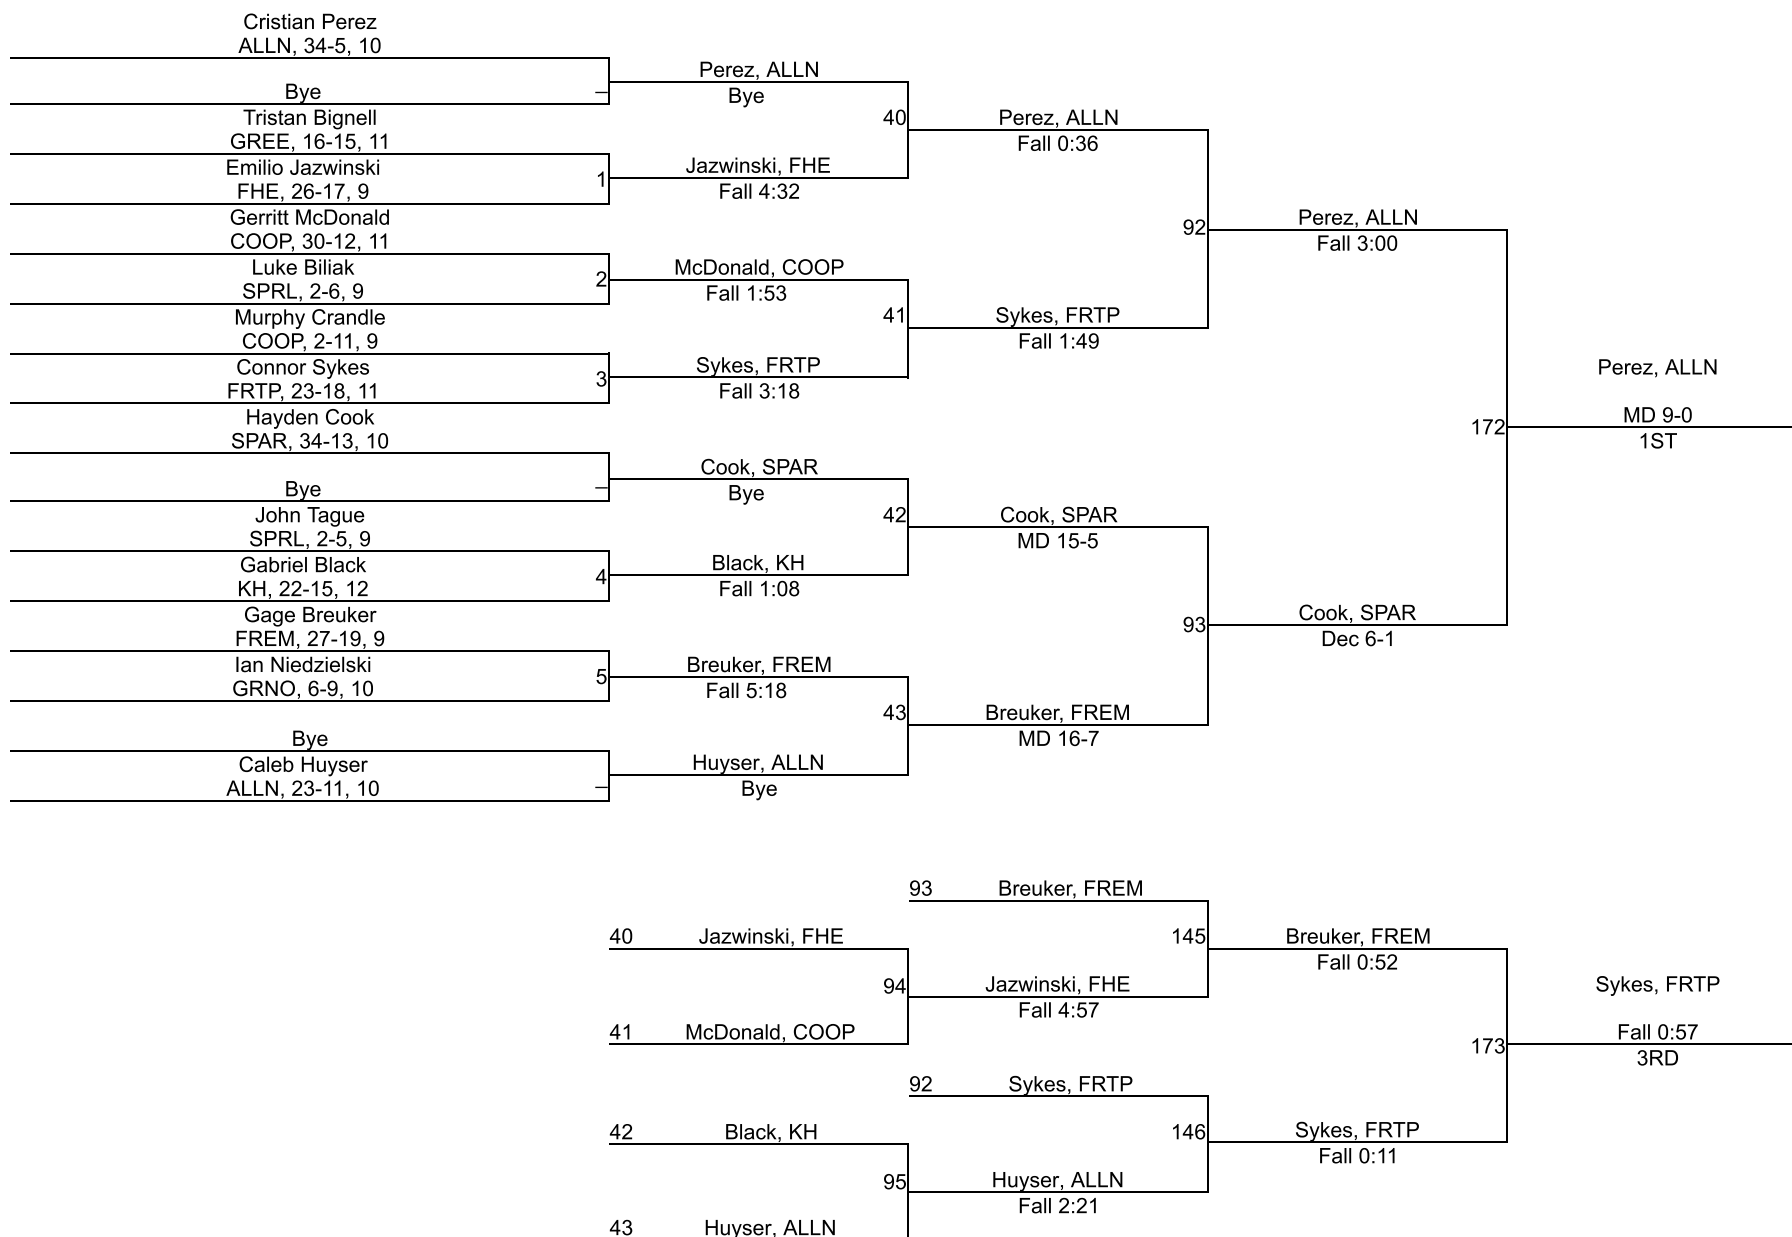 Cristian Perez
ALLN, 34-5, 10
Bye
–
Tristan Bignell
GREE, 16-15, 11
Emilio Jazwinski
FHE, 26-17, 9
1
Gerritt McDonald
COOP, 30-12, 11
Luke Biliak
SPRL, 2-6, 9
2
Murphy Crandle
COOP, 2-11, 9
Connor Sykes
FRTP, 23-18, 11
3
Hayden Cook
SPAR, 34-13, 10
Bye
–
John Tague
SPRL, 2-5, 9
Gabriel Black
KH, 22-15, 12
4
Gage Breuker
FREM, 27-19, 9
Ian Niedzielski
GRNO, 6-9, 10
5
Bye
Caleb Huyser
ALLN, 23-11, 10
–
Perez, ALLN
Bye
40
Jazwinski, FHE
Fall 4:32
McDonald, COOP
Fall 1:53
41
Sykes, FRTP
Fall 3:18
Cook, SPAR
Bye
42
Black, KH
Fall 1:08
Breuker, FREM
Fall 5:18
43
Huyser, ALLN
Bye
Perez, ALLN
Fall 0:36
92
Sykes, FRTP
Fall 1:49
Cook, SPAR
MD 15-5
93
Breuker, FREM
MD 16-7
Perez, ALLN
Fall 3:00
172
Cook, SPAR
Dec 6-1
Perez, ALLN
MD 9-0
1ST
93 Breuker, FREM
40 Jazwinski, FHE
145
94
Jazwinski, FHE
Fall 4:57
41 McDonald, COOP
92 Sykes, FRTP
42 Black, KH
146
95
Huyser, ALLN
Fall 2:21
43 Huyser, ALLN
Breuker, FREM
Fall 0:52
173
Sykes, FRTP
Fall 0:11
Sykes, FRTP
Fall 0:57
3RD